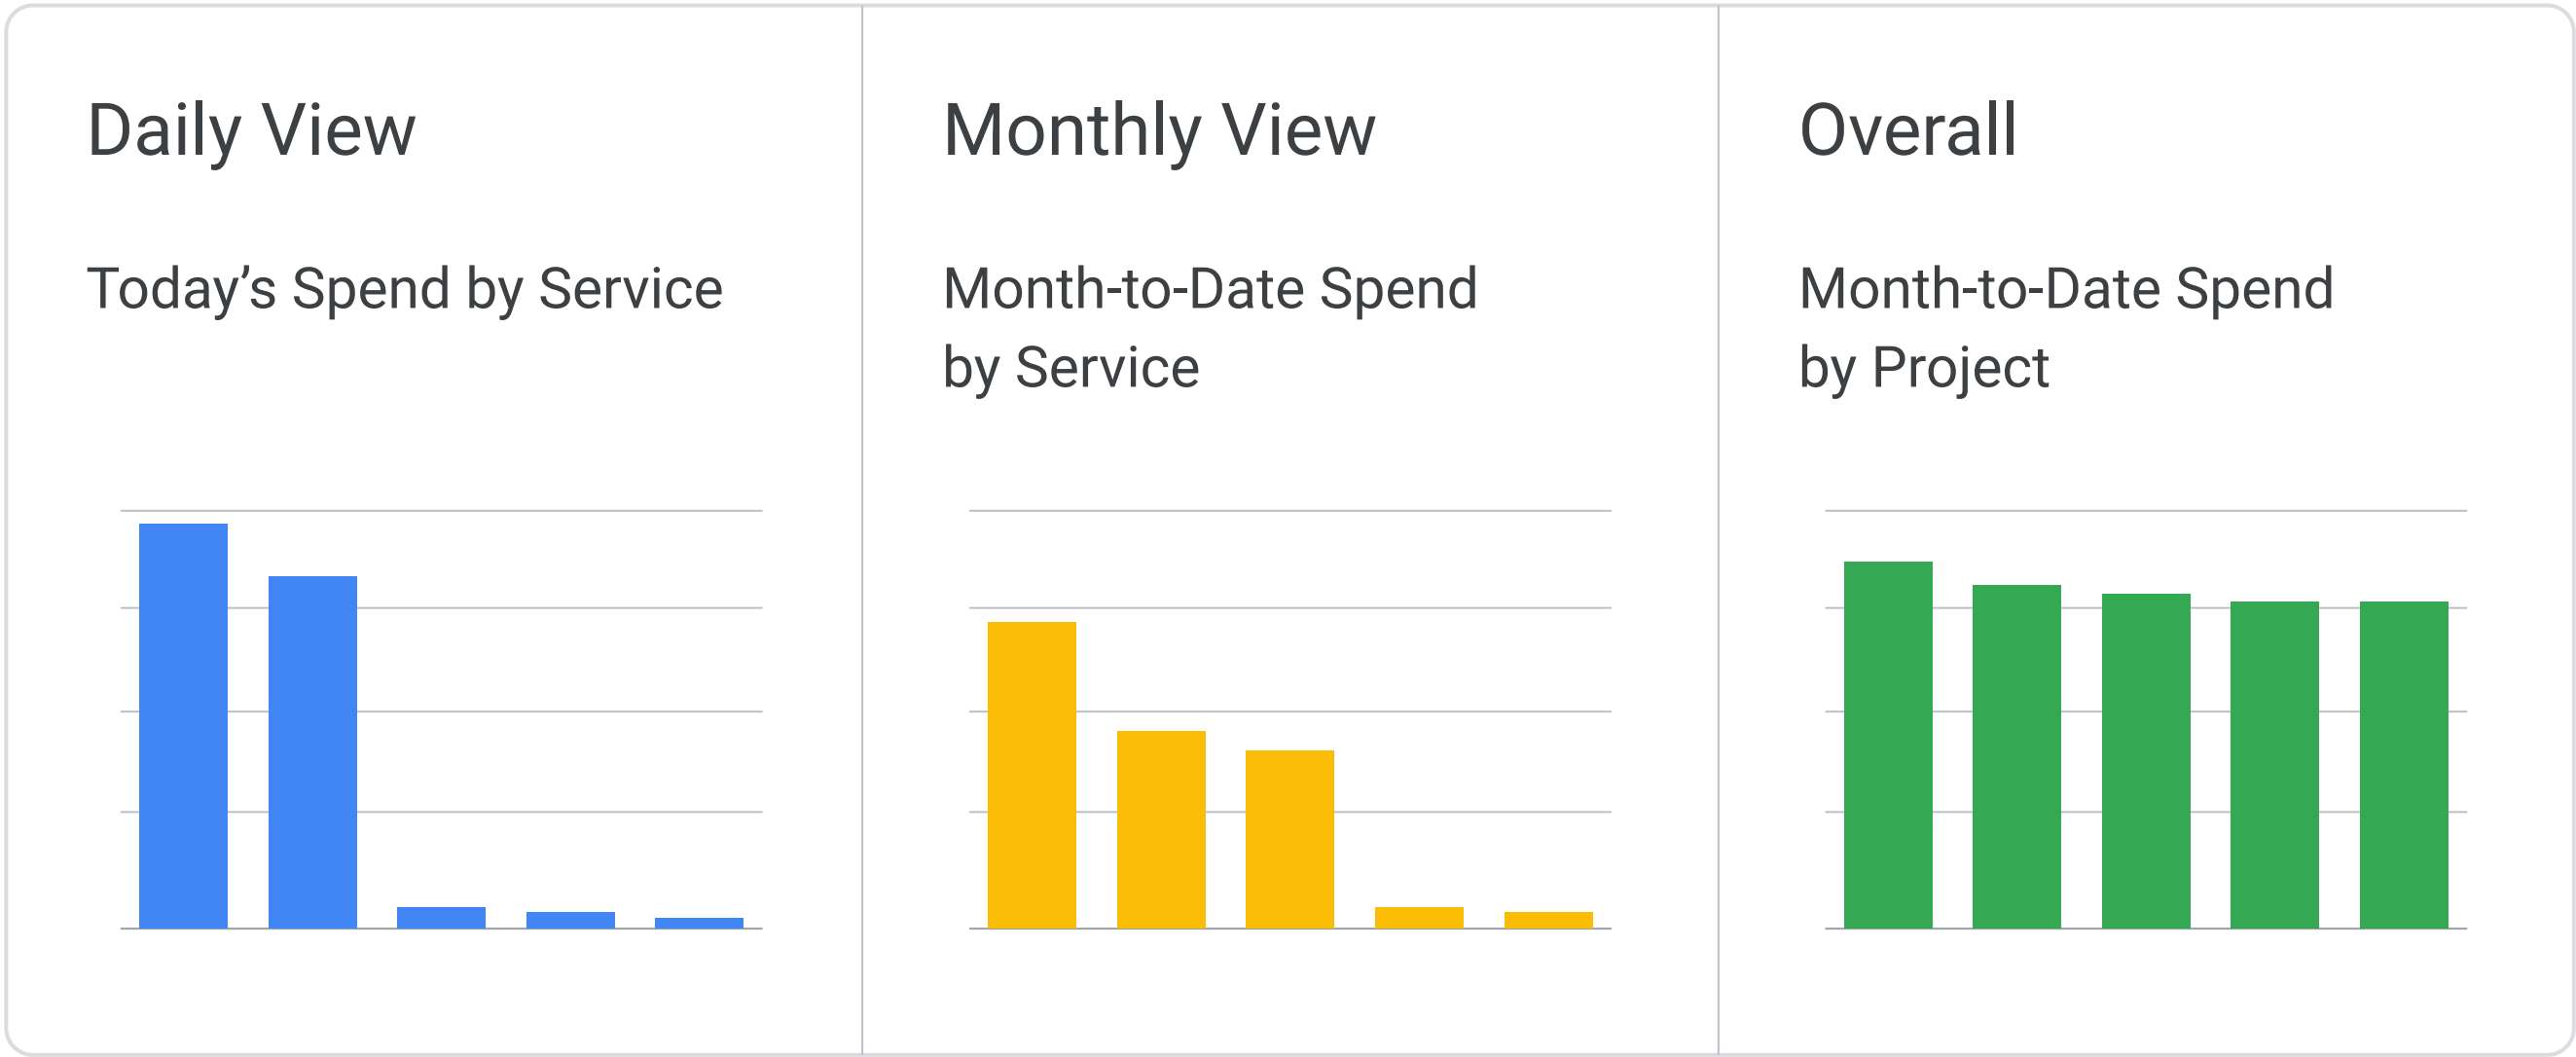 Daily View
Today’s Spend by Service
Monthly View
Month-to-Date Spend
by Service
Overall
Month-to-Date Spend
by Project